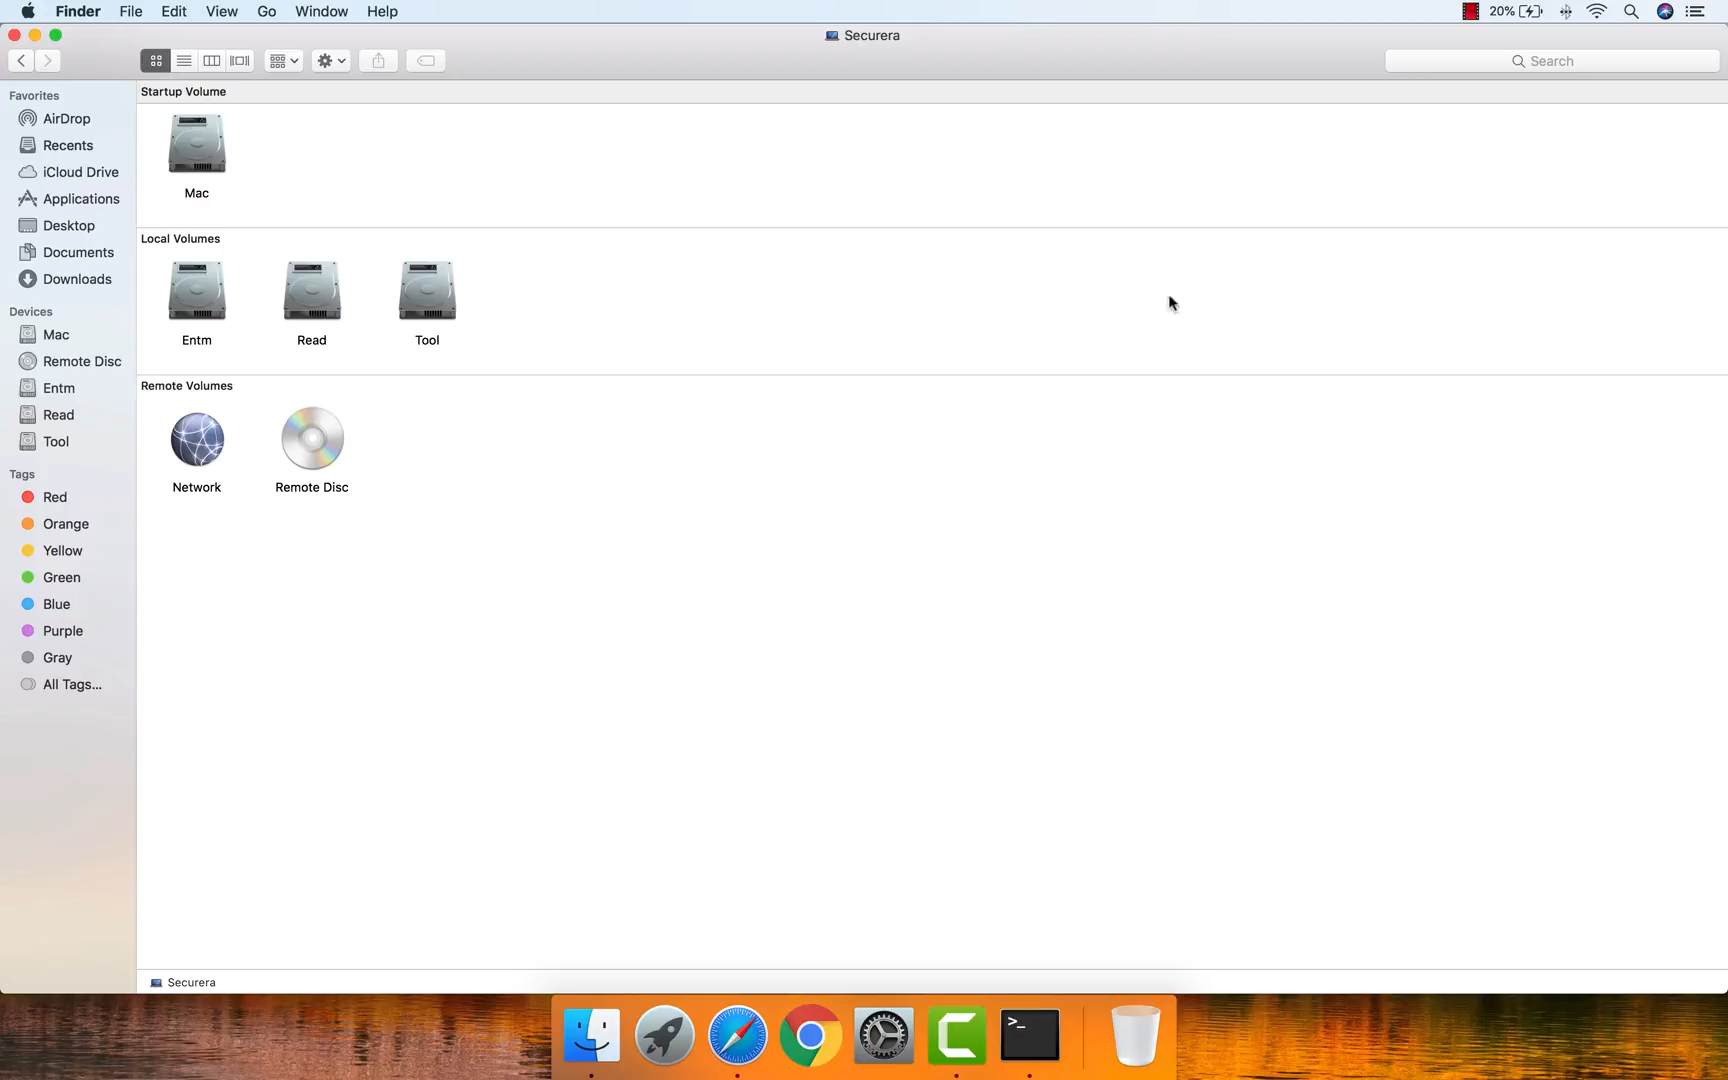 Finder File Edit View Go Window Help 20%
Securera
Search
Favorites
AirDrop
Recents
iCloud Drive
Applications
Desktop
Documents
Downloads
Devices
Mac
Remote Disc
Entm
Read
Tool
Tags
Red
Orange
Yellow
Green
Blue
Purple
Gray
All Tags...
Startup Volume
Mac
Local Volumes
Entm Read Tool
Remote Volumes
Network Remote Disc
Securera
>_